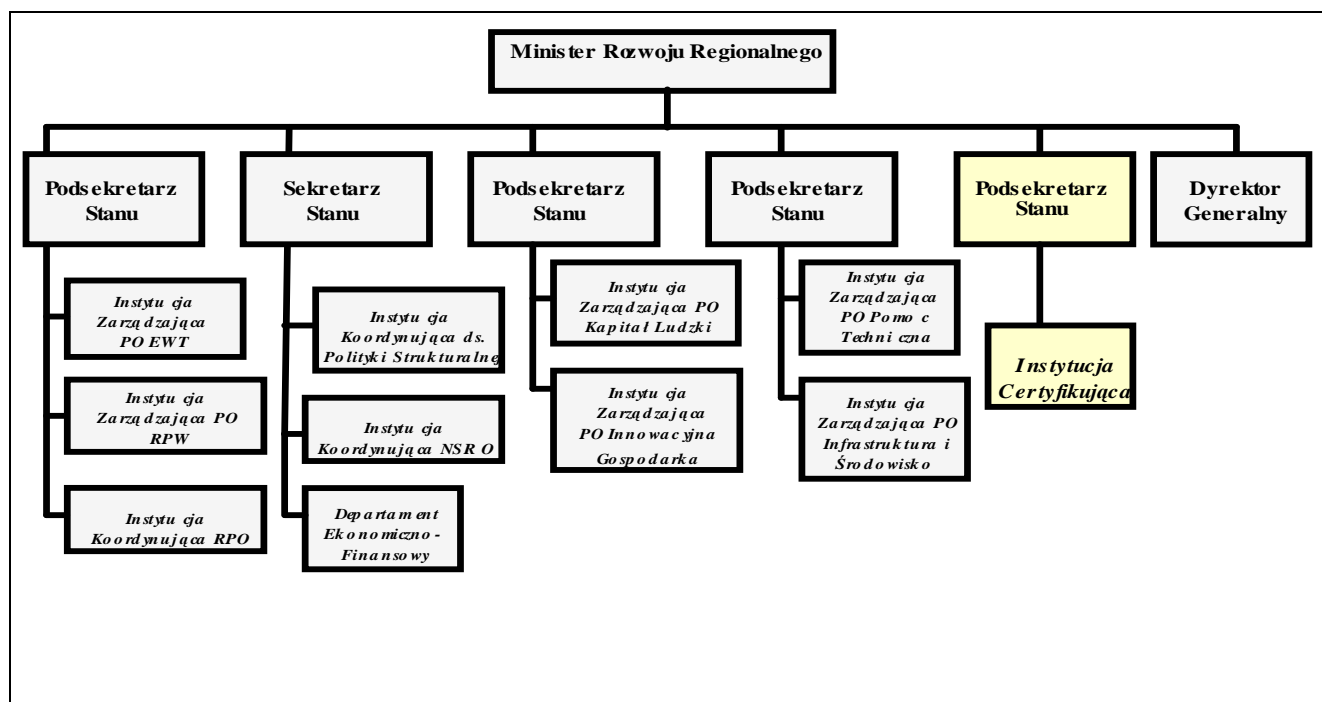 Minister Rozwoju Regionalnego
Podsekretarz
Stanu
Sekretarz
Stanu
Podsekretarz
Stanu
Podsekretarz
Stanu
Podsekretarz
Stanu
Dyrektor
Generalny
Instytucja
Zarządzająca
PO EWT
Instytucja
Zarządzająca PO
RPW
Instytucja
Koordynująca RPO
Instytucja
Koordynująca ds.
Polityki Strukturalnej
Instytucja
Koordynująca NSRO
Departament
Ekonomiczno-
Finansowy
Instytucja
Zarządzająca PO
Kapitał Ludzki
Instytucja
Zarządzająca
PO Innowacyjna
Gospodarka
Instytucja
Zarządzająca
PO Pomoc
Techniczna
Instytucja
Zarządzająca PO
Infrastruktura i
Środowisko
Instytucja
Certyfikująca